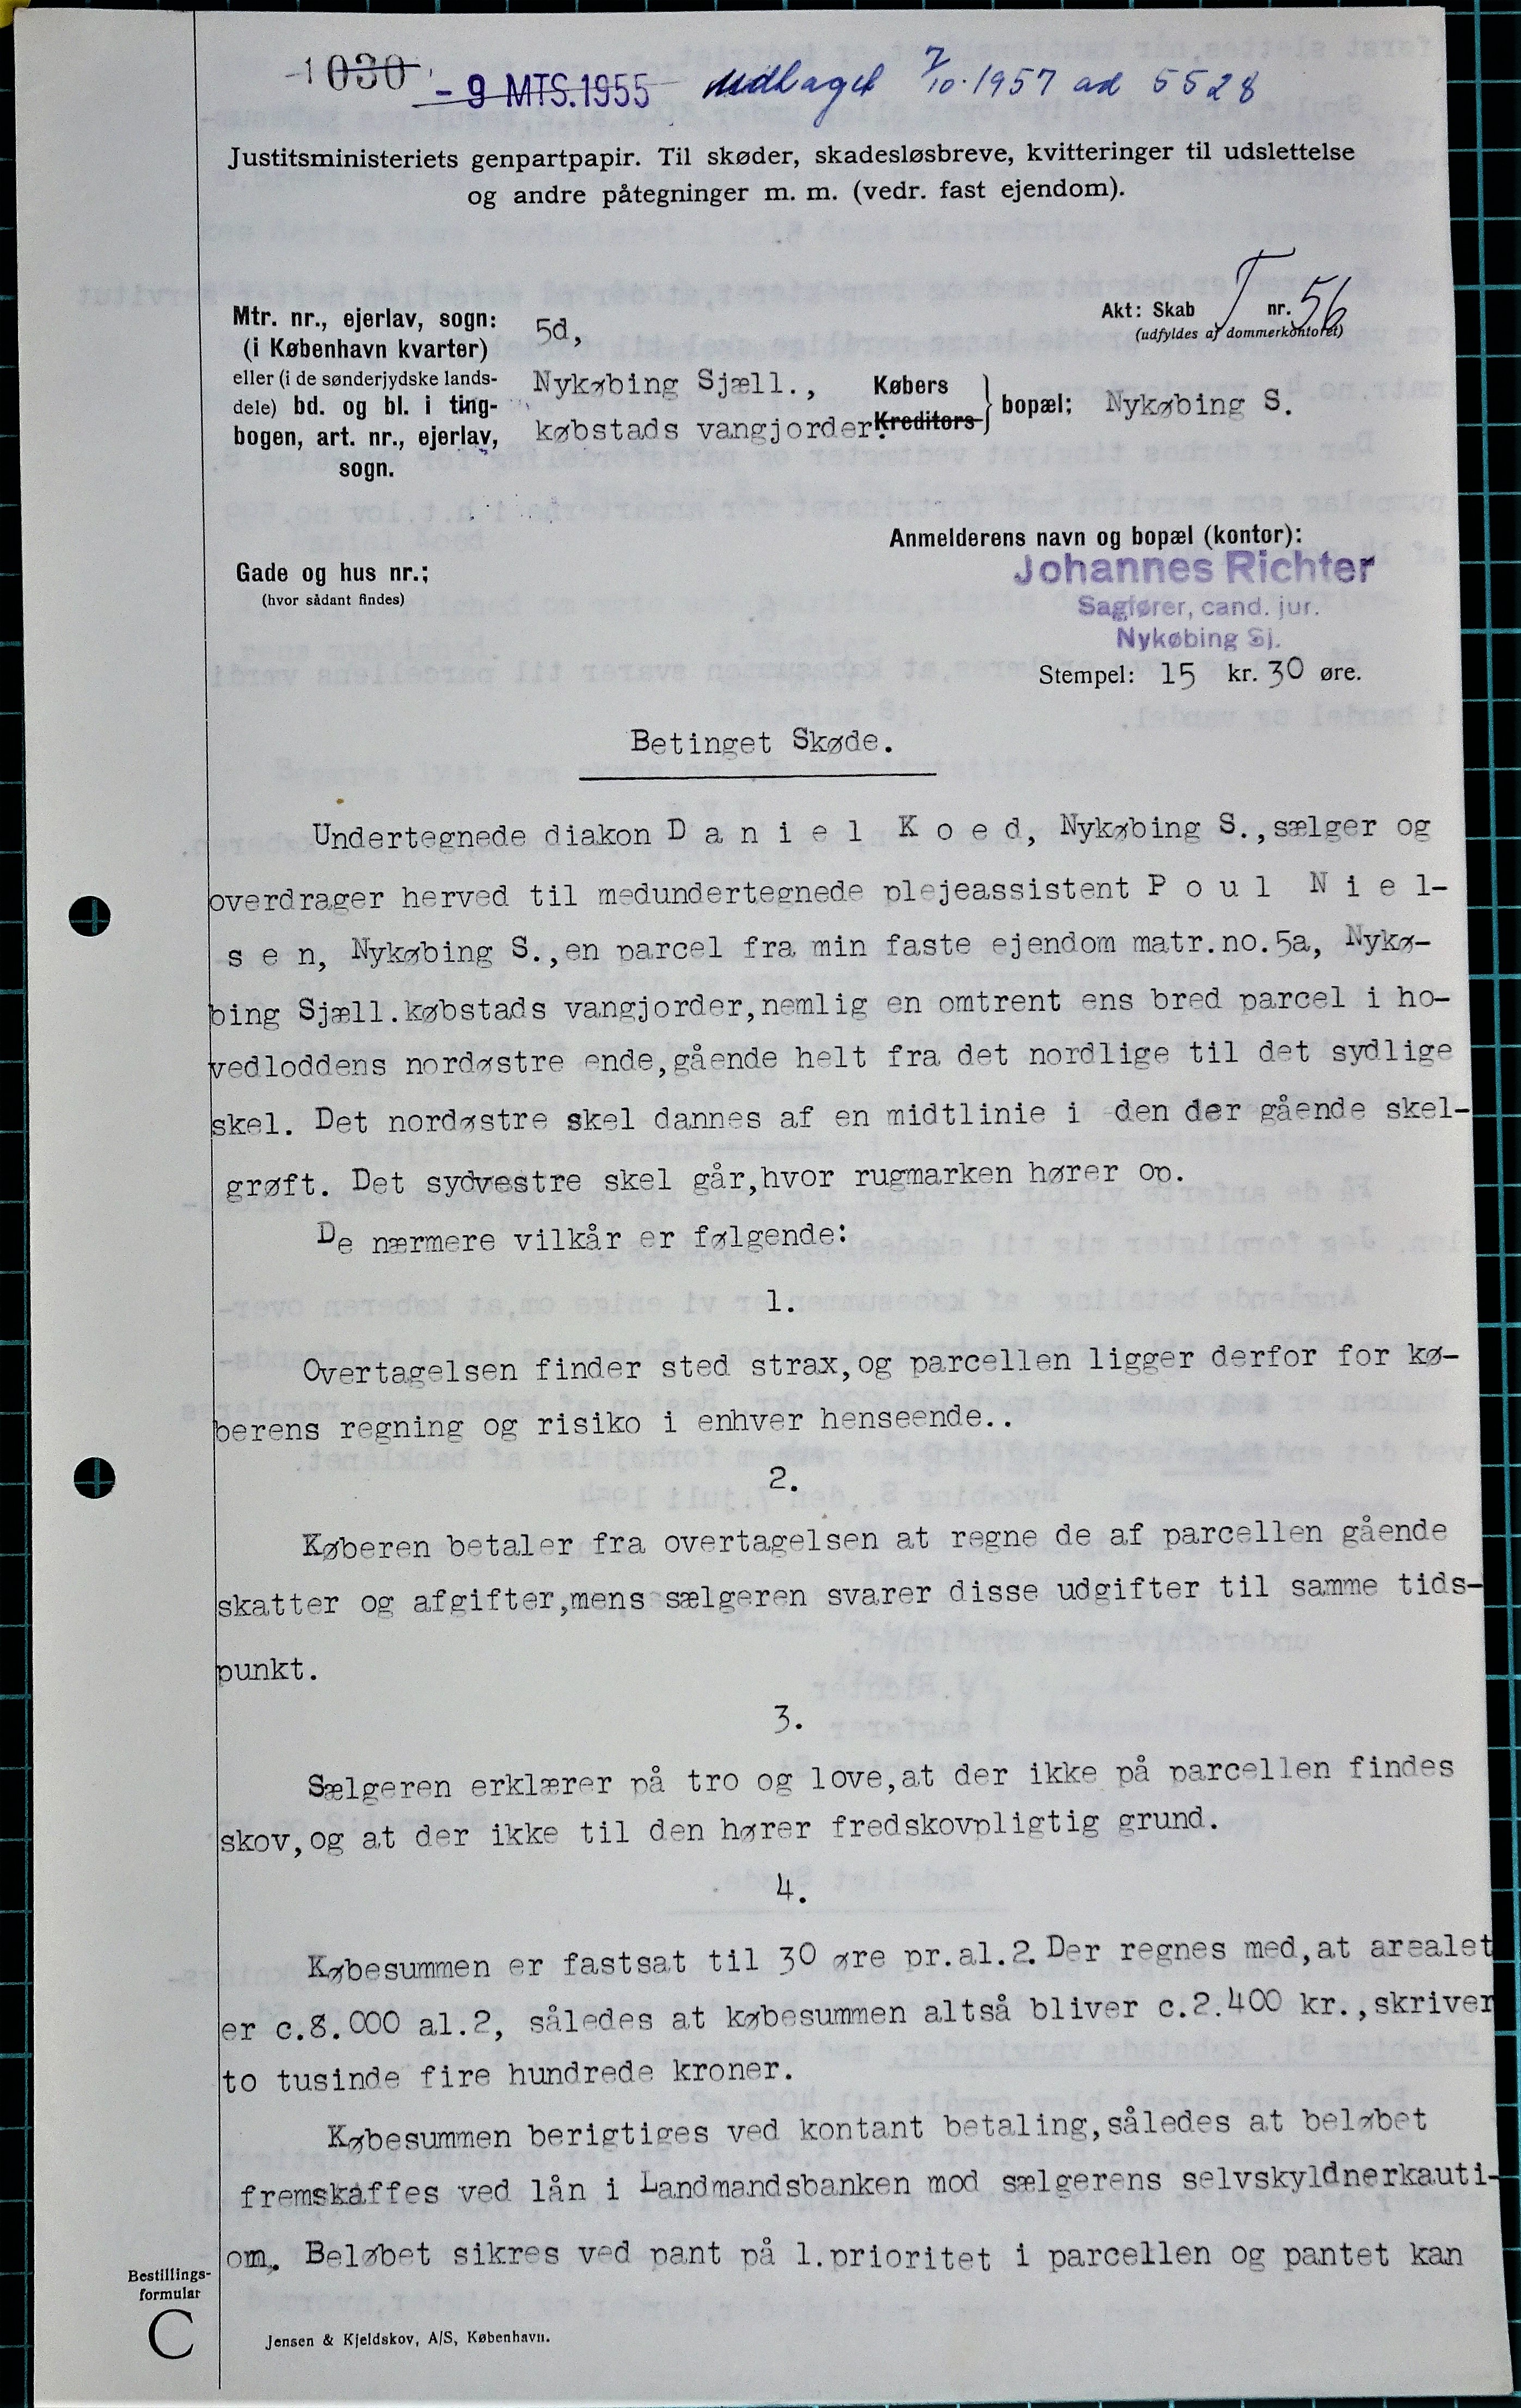 -1 030 - 9 MTS.1955 Udtaget 7/10.1957 ad 5528
Justitsministeriets genpartpapir. Til skøder, skadesløsbreve, kvitteringer til udslettelse
og andre påtegninger m. m. (vedr. fast ejendom).
Mtr. nr., ejerlav, sogn:
(i København kvarter)
eller (i de sønderjydske lands-
dele) bd. og bl. i ting-
bogen, art. nr., ejerlav,
sogn.
5d,
Nykøbing Sjæll.,
købstads vangjorder.
Akt: Skab T nr. 56
(udfyldes af dommerkontoret)
Købers
Kreditors
bopæl: Nykøbing S.
Gade og hus nr.:
(hvor sådant findes)
Anmelderens navn og bopæl (kontor):
Johannes Richter
Sagfører, cand. jur.
Nykøbing Sj.
Stempel: 15 kr. 30 øre.
Betinget Skøde.
Undertegnede diakon D a n i e l K o e d, Nykøbing S.,sælger og
overdrager herved til medundertegnede plejeassistent P o u l N i e l-
s e n, Nykøbing S.,en parcel fra min faste ejendom matr.no.5a, Nykø-
bing Sjæll.købstads vangjorder,nemlig en omtrent ens bred parcel i ho-
vedloddens nordøstre ende,gående helt fra det nordlige til det sydlige
skel. Det nordøstre skel dannes af en midtlinie i den der gående skel-
grøft. Det sydvestre skel går,hvor rugmarken hører op.
De nærmere vilkår er følgende:
1.
Overtagelsen finder sted strax,og parcellen ligger derfor for kø-
berens regning og risiko i enhver henseende..
2.
Køberen betaler fra overtagelsen at regne de af parcellen gående
skatter og afgifter,mens sælgeren svarer disse udgifter til samme tids-
punkt.
3.
Sælgeren erklærer på tro og love,at der ikke på parcellen findes
skov,og at der ikke til den hører fredskovpligtig grund.
4.
Købesummen er fastsat til 30 øre pr.al.2. Der regnes med,at arealet
er c.8.000 al.2, således at købesummen altså bliver c.2.400 kr.,skriver
to tusinde fire hundrede kroner.
Købesummen berigtiges ved kontant betaling,således at beløbet
fremskaffes ved lån i Landmandsbanken mod sælgerens selvskyldnerkauti-
om. Beløbet sikres ved pant på 1.prioritet i parcellen og pantet kan
Bestillings-
formular
C
Jensen & Kjeldskov, A/S, København.